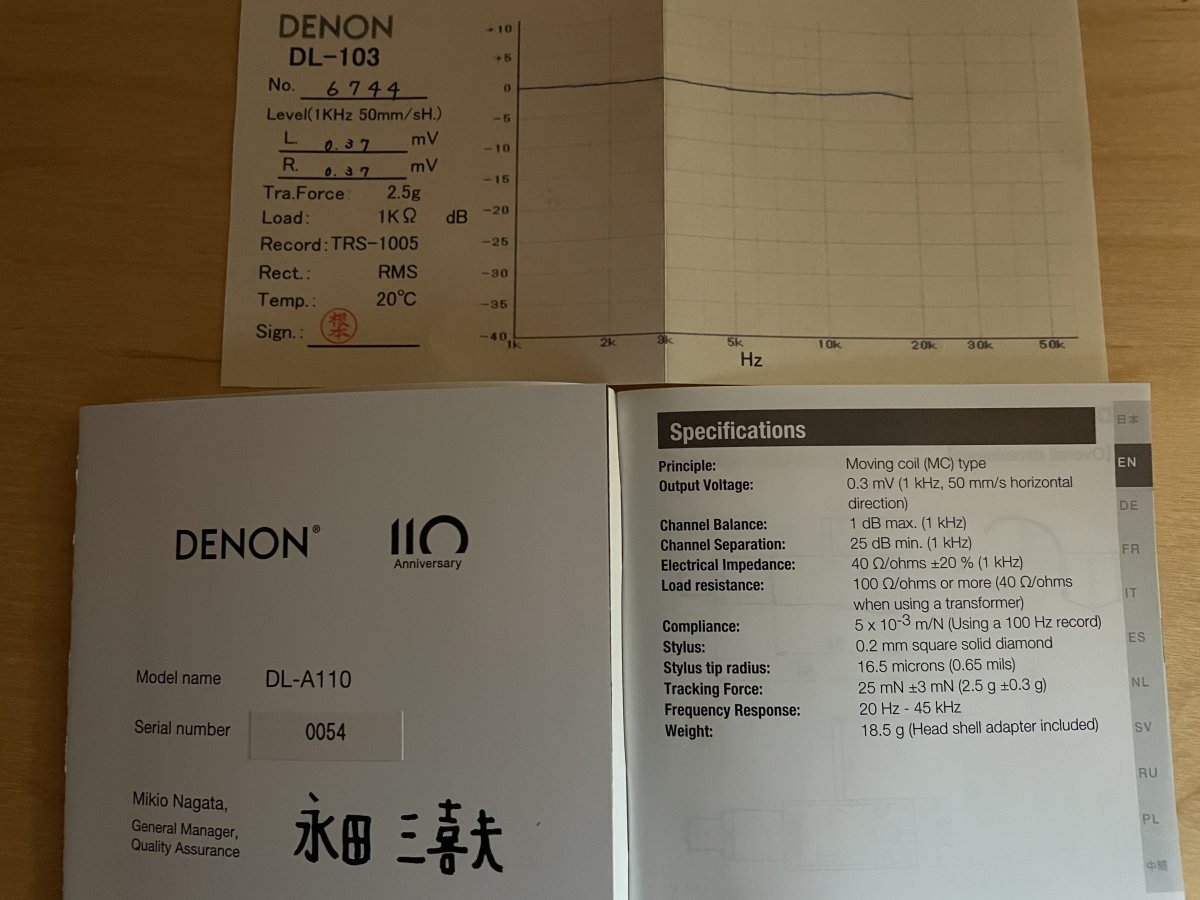 DENON
DL-103
No. 6744
Level(1KHz 50mm/sH.)
L. 0.37 mV
R. 0.37 mV
Tra.Force: 2.5g
Load: 1KΩ
Record: TRS-1005
Rect.: RMS
Temp.: 20℃
Sign.: 根本
dB
+10
+5
0
-5
-10
-15
-20
-25
-30
-35
-40
1k 2k 3k 5k 10k 20k 30k 50k
Hz
DENON® 110
Anniversary
Model name DL-A110
Serial number 0054
Mikio Nagata,
General Manager,
Quality Assurance
永田 三喜夫
Specifications
Principle: Moving coil (MC) type
Output Voltage: 0.3 mV (1 kHz, 50 mm/s horizontal
direction)
Channel Balance: 1 dB max. (1 kHz)
Channel Separation: 25 dB min. (1 kHz)
Electrical Impedance: 40 Ω/ohms ±20 % (1 kHz)
Load resistance: 100 Ω/ohms or more (40 Ω/ohms
when using a transformer)
Compliance: 5 x 10-3 m/N (Using a 100 Hz record)
Stylus: 0.2 mm square solid diamond
Stylus tip radius: 16.5 microns (0.65 mils)
Tracking Force: 25 mN ±3 mN (2.5 g ±0.3 g)
Frequency Response: 20 Hz - 45 kHz
Weight: 18.5 g (Head shell adapter included)
日本
EN
DE
FR
IT
ES
NL
SV
RU
PL